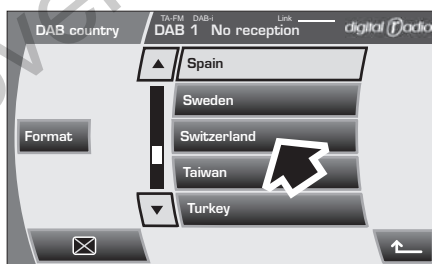 DAB country
TA-FM DAB-i Link
DAB 1 No reception
digital radio
Spain
Sweden
Format
Switzerland
Taiwan
Turkey